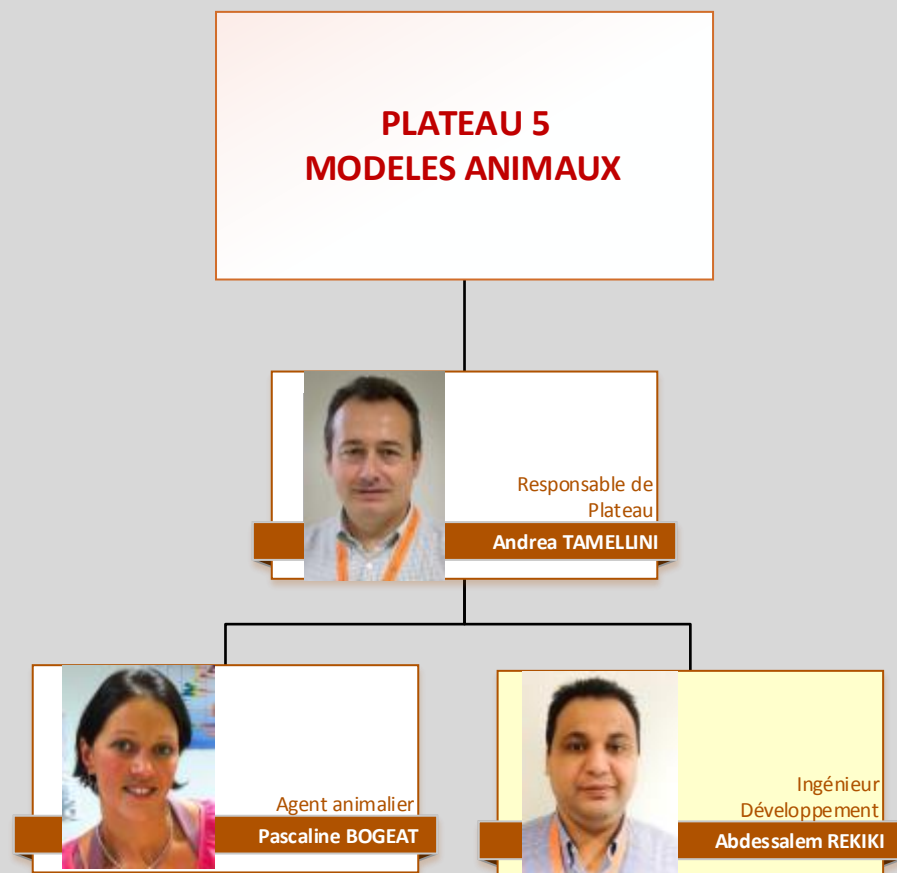 PLATEAU 5
MODELES ANIMAUX
Responsable de
Plateau
Andrea TAMELLINI
Agent animalier
Pascaline BOGEAT
Ingénieur
Développement
Abdessalem REKIKI